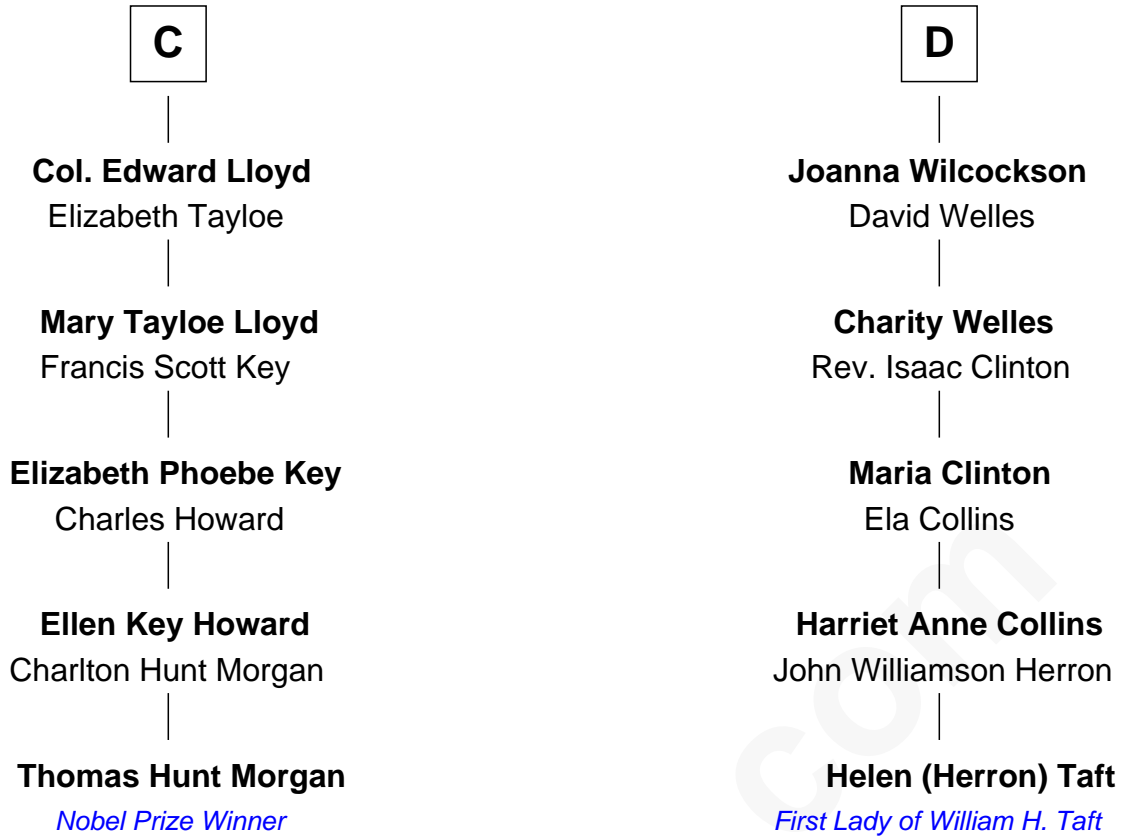 C
Col. Edward Lloyd
Elizabeth Tayloe
Mary Tayloe Lloyd
Francis Scott Key
Elizabeth Phoebe Key
Charles Howard
Ellen Key Howard
Charlton Hunt Morgan
Thomas Hunt Morgan
Nobel Prize Winner
D
Joanna Wilcockson
David Welles
Charity Welles
Rev. Isaac Clinton
Maria Clinton
Ela Collins
Harriet Anne Collins
John Williamson Herron
Helen (Herron) Taft
First Lady of William H. Taft
com